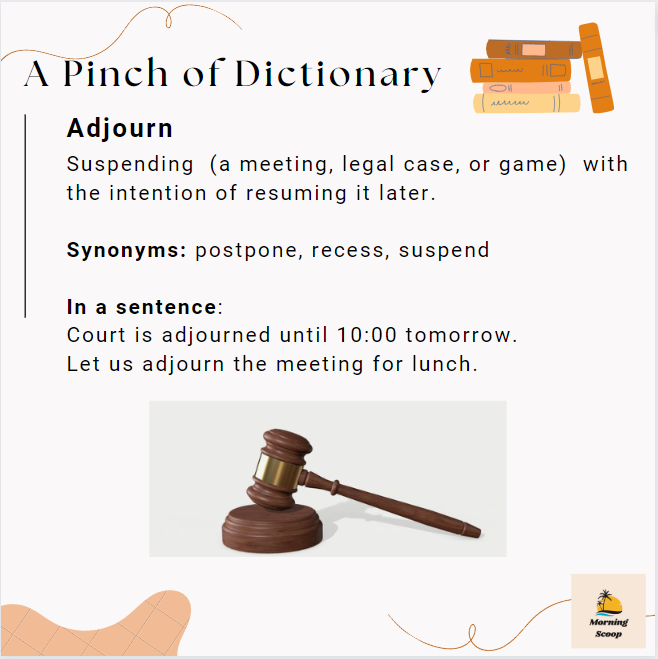 A Pinch of Dictionary
Adjourn
Suspending (a meeting, legal case, or game) with
the intention of resuming it later.
Synonyms: postpone, recess, suspend
In a sentence:
Court is adjourned until 10:00 tomorrow.
Let us adjourn the meeting for lunch.
Morning
Scoop